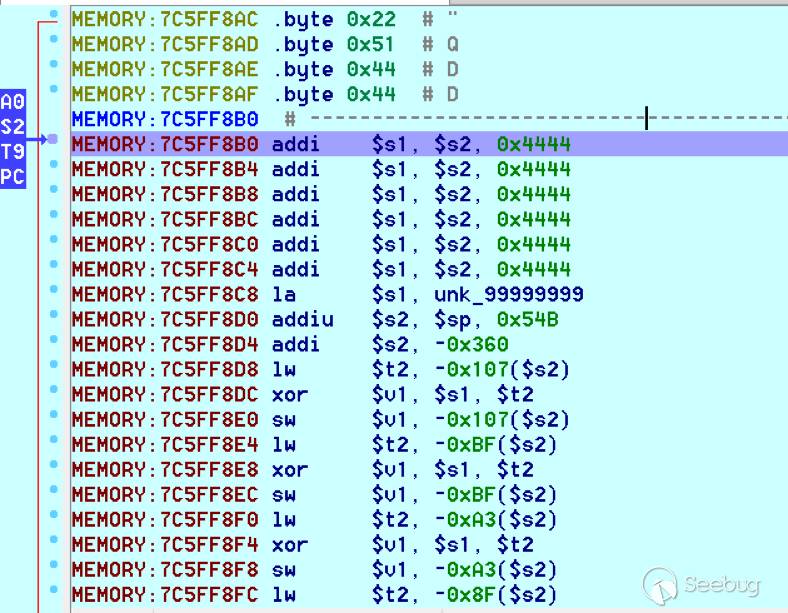 MEMORY:7C5FF8AC .byte 0x22 # "
MEMORY:7C5FF8AD .byte 0x51 # Q
MEMORY:7C5FF8AE .byte 0x44 # D
MEMORY:7C5FF8AF .byte 0x44 # D
MEMORY:7C5FF8B0 # ---------------------------------------------
A0
S2
T9
PC
MEMORY:7C5FF8B0 addi $s1, $s2, 0x4444
MEMORY:7C5FF8B4 addi $s1, $s2, 0x4444
MEMORY:7C5FF8B8 addi $s1, $s2, 0x4444
MEMORY:7C5FF8BC addi $s1, $s2, 0x4444
MEMORY:7C5FF8C0 addi $s1, $s2, 0x4444
MEMORY:7C5FF8C4 addi $s1, $s2, 0x4444
MEMORY:7C5FF8C8 la $s1, unk_99999999
MEMORY:7C5FF8D0 addiu $s2, $sp, 0x54B
MEMORY:7C5FF8D4 addi $s2, -0x360
MEMORY:7C5FF8D8 lw $t2, -0x107($s2)
MEMORY:7C5FF8DC xor $v1, $s1, $t2
MEMORY:7C5FF8E0 sw $v1, -0x107($s2)
MEMORY:7C5FF8E4 lw $t2, -0xBF($s2)
MEMORY:7C5FF8E8 xor $v1, $s1, $t2
MEMORY:7C5FF8EC sw $v1, -0xBF($s2)
MEMORY:7C5FF8F0 lw $t2, -0xA3($s2)
MEMORY:7C5FF8F4 xor $v1, $s1, $t2
MEMORY:7C5FF8F8 sw $v1, -0xA3($s2)
MEMORY:7C5FF8FC lw $t2, -0x8F($s2)
Seebug